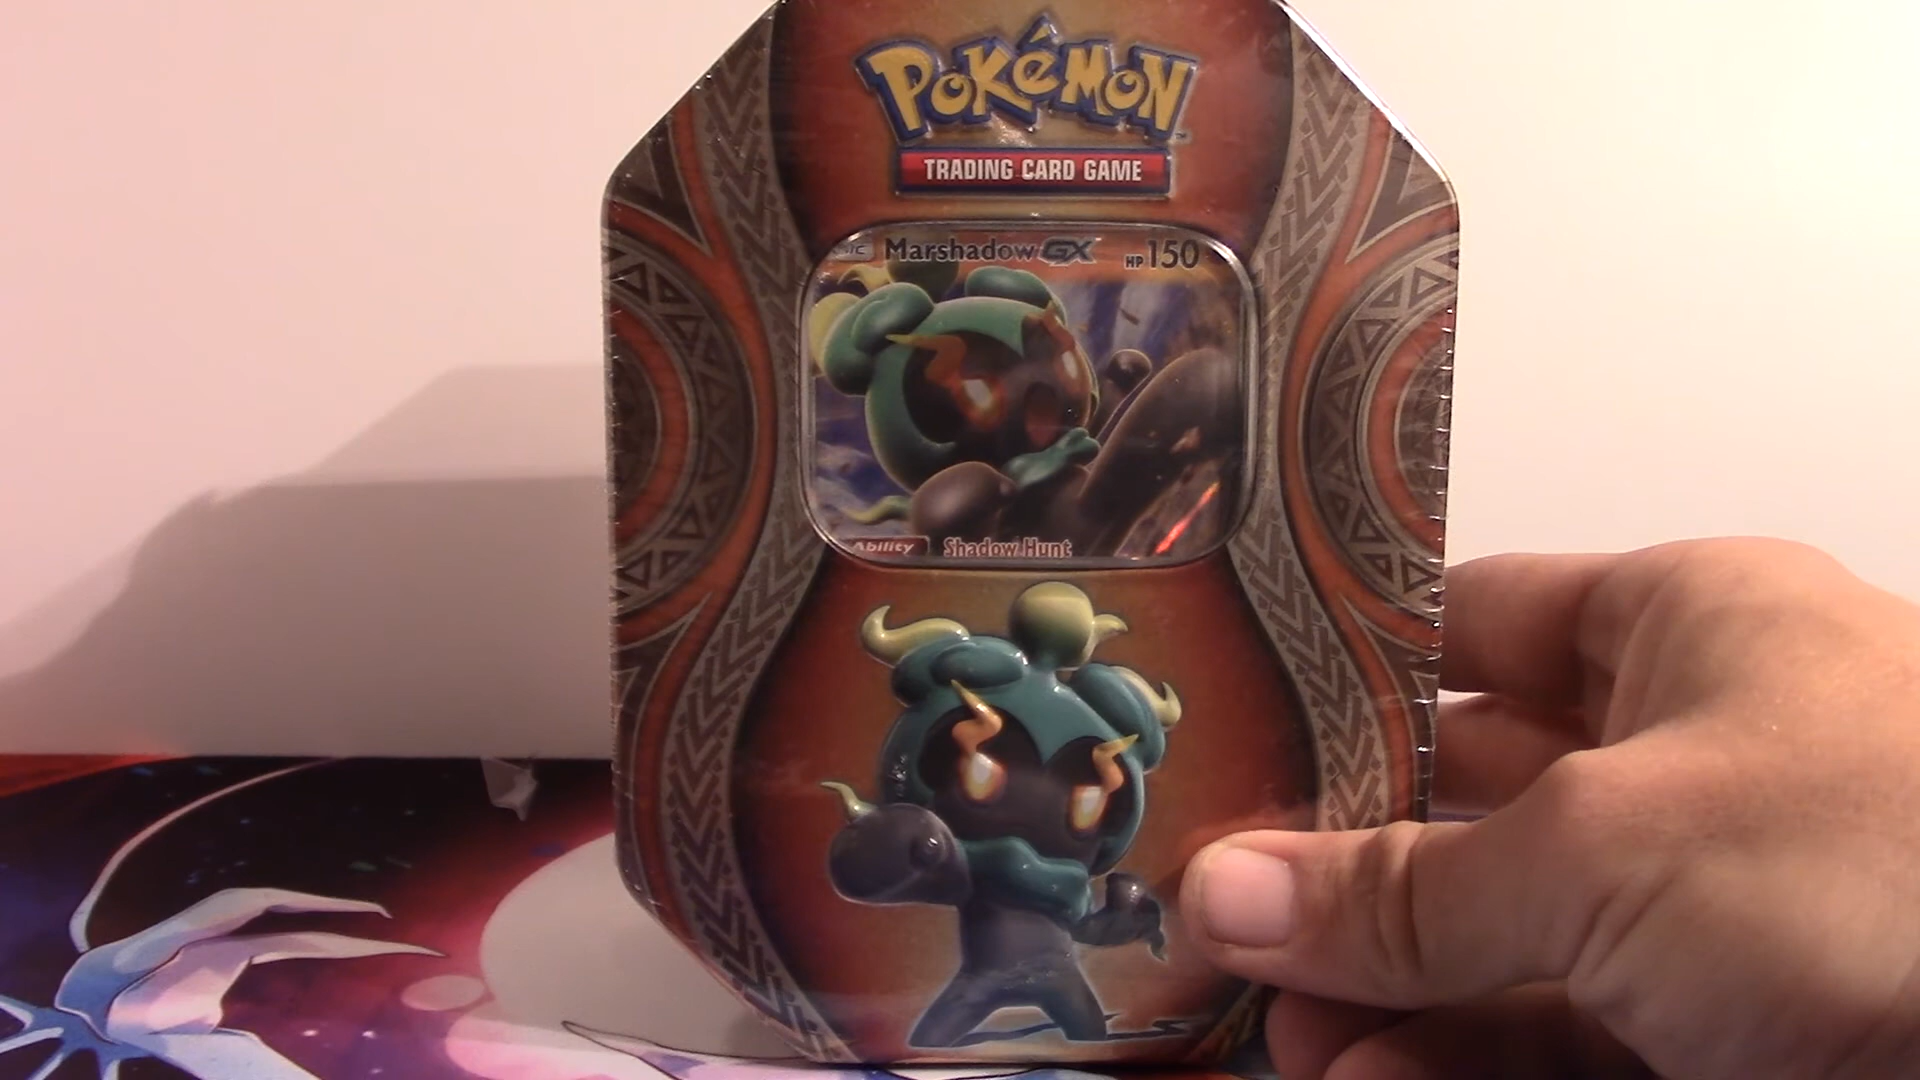 POKéMON
TRADING CARD GAME
Marshadow GX HP 150
Ability Shadow Hunt